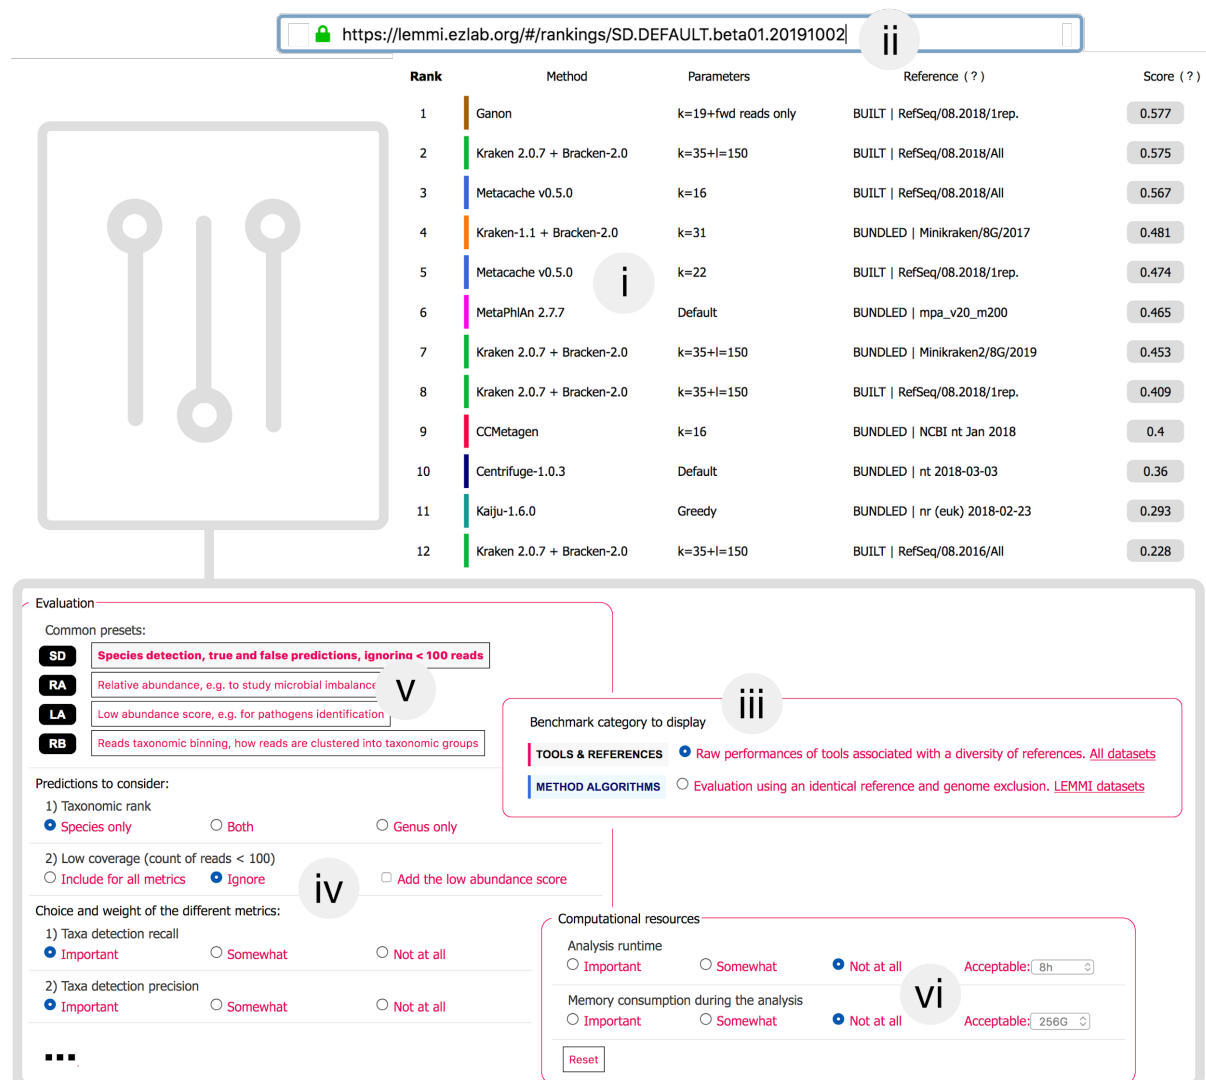 https://lemmi.ezlab.org/#/rankings/SD.DEFAULT.beta01.20191002
ii
Rank Method Parameters Reference (?) Score (?)
1 Ganon k=19+fwd reads only BUILT | RefSeq/08.2018/1rep. 0.577
2 Kraken 2.0.7 + Bracken-2.0 k=35+l=150 BUILT | RefSeq/08.2018/All 0.575
3 Metacache v0.5.0 k=16 BUILT | RefSeq/08.2018/All 0.567
4 Kraken-1.1 + Bracken-2.0 k=31 BUNDLED | Minikraken/8G/2017 0.481
5 Metacache v0.5.0 k=22 BUILT | RefSeq/08.2018/1rep. 0.474
i
6 MetaPhlAn 2.7.7 Default BUNDLED | mpa_v20_m200 0.465
7 Kraken 2.0.7 + Bracken-2.0 k=35+l=150 BUNDLED | Minikraken2/8G/2019 0.453
8 Kraken 2.0.7 + Bracken-2.0 k=35+l=150 BUILT | RefSeq/08.2018/1rep. 0.409
9 CCMetagen k=16 BUNDLED | NCBI nt Jan 2018 0.4
10 Centrifuge-1.0.3 Default BUNDLED | nt 2018-03-03 0.36
11 Kaiju-1.6.0 Greedy BUNDLED | nr (euk) 2018-02-23 0.293
12 Kraken 2.0.7 + Bracken-2.0 k=35+l=150 BUILT | RefSeq/08.2016/All 0.228
Evaluation
Common presets:
SD Species detection, true and false predictions, ignoring < 100 reads
RA Relative abundance, e.g. to study microbial imbalance
v
LA Low abundance score, e.g. for pathogens identification
RB Reads taxonomic binning, how reads are clustered into taxonomic groups
iii
Benchmark category to display
TOOLS & REFERENCES Raw performances of tools associated with a diversity of references. All datasets
METHOD ALGORITHMS Evaluation using an identical reference and genome exclusion. LEMMI datasets
Predictions to consider:
1) Taxonomic rank
Species only Both Genus only
2) Low coverage (count of reads < 100)
Include for all metrics Ignore Add the low abundance score
iv
Choice and weight of the different metrics:
1) Taxa detection recall
Important Somewhat Not at all
2) Taxa detection precision
Important Somewhat Not at all
...
Computational resources
Analysis runtime
Important Somewhat Not at all Acceptable: 8h
vi
Memory consumption during the analysis
Important Somewhat Not at all Acceptable: 256G
Reset